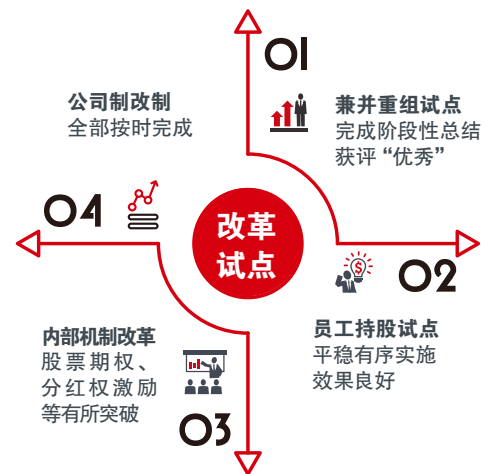 01
兼并重组试点
完成阶段性总结
获评“优秀”
02
员工持股试点
平稳有序实施
效果良好
03
内部机制改革
股票期权、
分红权激励
等有所突破
04
公司制改制
全部按时完成
改革
试点